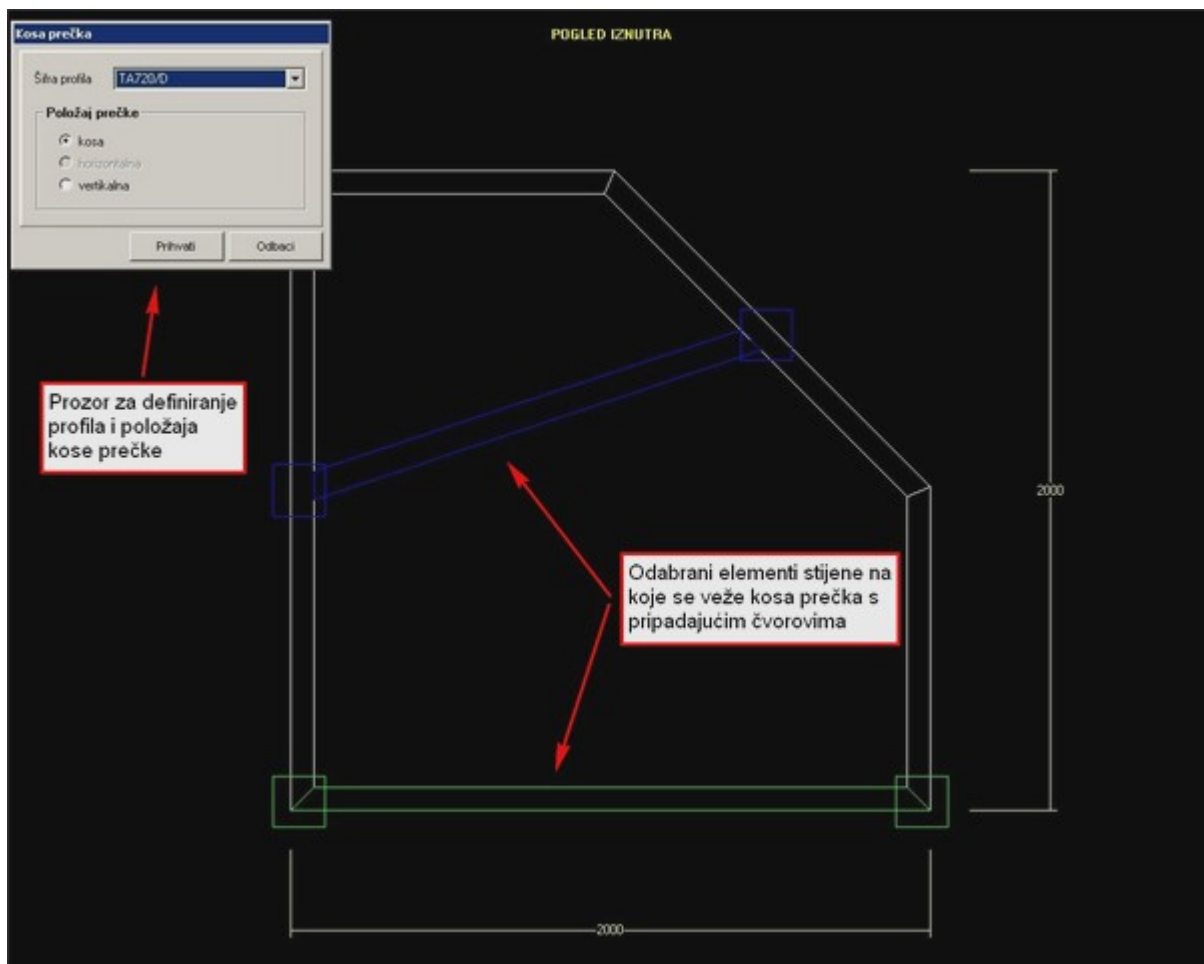 Kosa prečka
POGLED IZNUTRA
Šifra profila
TA720/D
Položaj prečke
kosa
horizontalna
vertikalna
Prihvati
Odbaci
Prozor za definiranje
profila i položaja
kose prečke
2000
Odabrani elementi stijene na
koje se veže kosa prečka s
pripadajućim čvorovima
2000